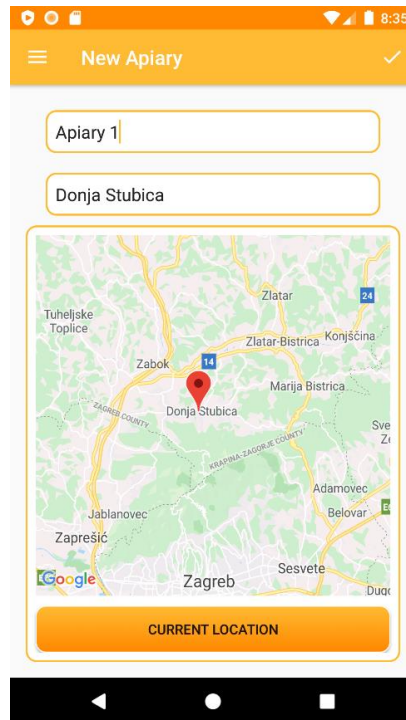 8:35
New Apiary
Apiary 1
Donja Stubica
Zlatar
24
Tuheljske
Toplice
Zlatar-Bistrica
Konjščina
Zabok
14
Marija Bistrica
ZAGREB COUNTY
Donja Stubica
KRAPINA-ZAGORJE COUNTY
Adamovec
Jablanovec
Belovar
Zaprešić
Google
Zagreb
Sesvete
CURRENT LOCATION